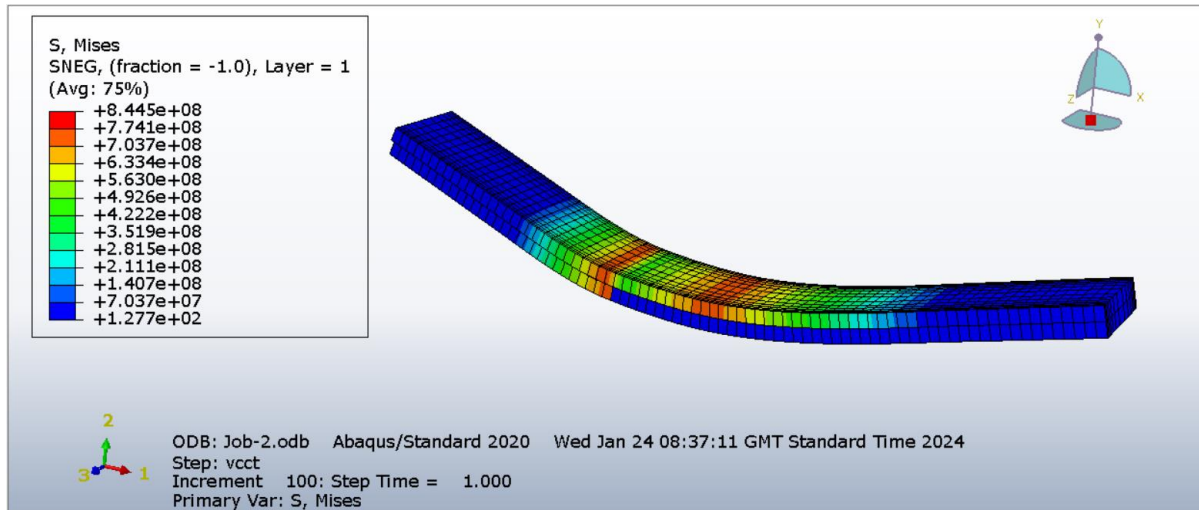 S, Mises
SNEG, (fraction = -1.0), Layer = 1
(Avg: 75%)
+8.445e+08
+7.741e+08
+7.037e+08
+6.334e+08
+5.630e+08
+4.926e+08
+4.222e+08
+3.519e+08
+2.815e+08
+2.111e+08
+1.407e+08
+7.037e+07
+1.277e+02
Y
Z
X
2
3
1
ODB: Job-2.odb Abaqus/Standard 2020 Wed Jan 24 08:37:11 GMT Standard Time 2024
Step: vcct
Increment 100: Step Time = 1.000
Primary Var: S, Mises